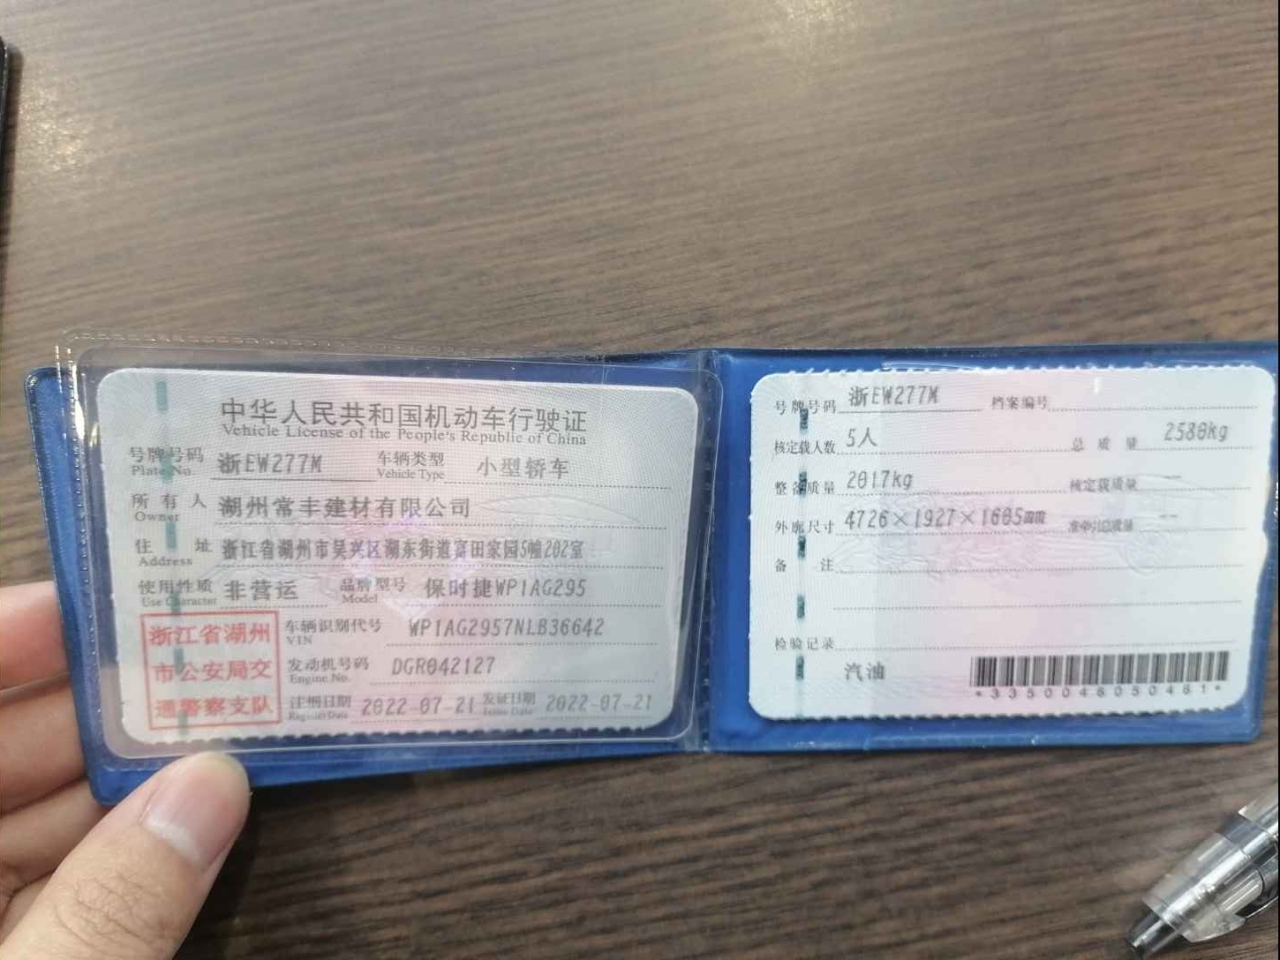 中华人民共和国机动车行驶证
Vehicle License of the People's Republic of China
号牌号码 浙EW277M 车辆类型 小型轿车
Plate No. Vehicle Type
所有人 湖州常丰建材有限公司
Owner
住址 浙江省湖州市吴兴区湖东街道富田家园5幢202室
Address
使用性质 非营运 品牌型号 保时捷WP1AG295
Use Character Model
浙江省湖州
市公安局交
通警察支队
车辆识别代号 WP1AG2957NLB36642
VIN
发动机号码 DGR042127
Engine No.
注册日期 2022-07-21 发证日期 2022-07-21
Register Date Issue Date
号牌号码 浙EW277M 档案编号
核定载人数 5人 总质量 2580kg
整备质量 2017kg 核定载质量 --
外廓尺寸 4726×1927×1605mm 准牵引总质量 --
备注
检验记录
汽油
*3350046050461*